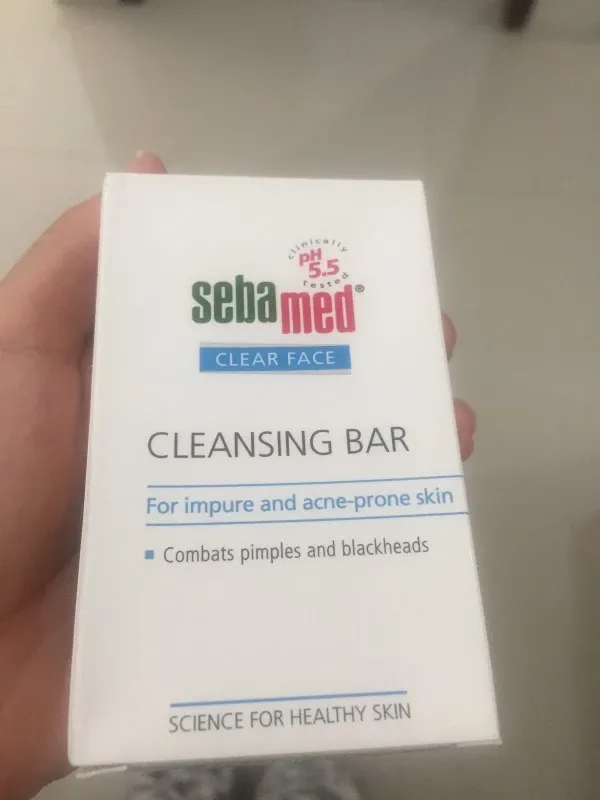 clinically
pH
5.5
tested
sebamed®
CLEAR FACE
CLEANSING BAR
For impure and acne-prone skin
Combats pimples and blackheads
SCIENCE FOR HEALTHY SKIN